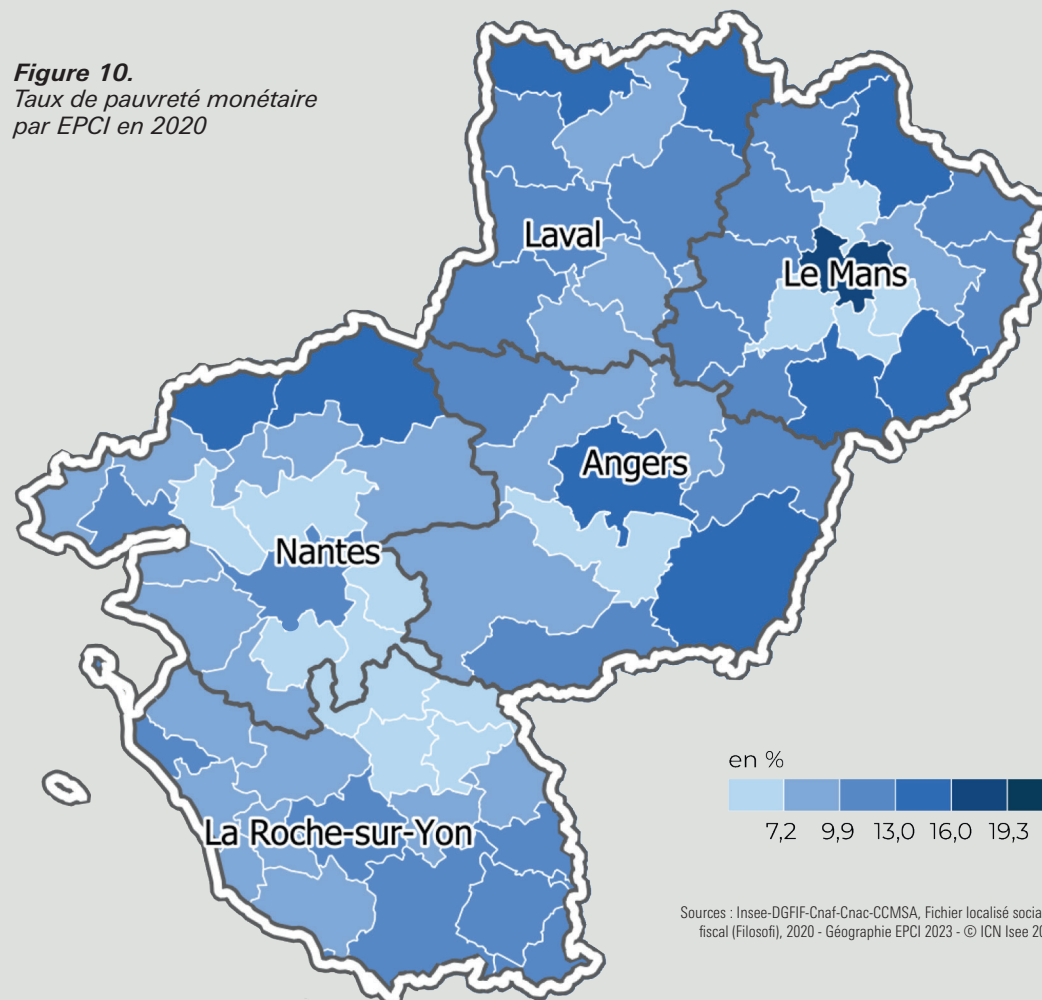 Figure 10.
Taux de pauvreté monétaire
par EPCI en 2020
Laval
Le Mans
Angers
Nantes
La Roche-sur-Yon
en %
7,2 9,9 13,0 16,0 19,3
Sources : Insee-DGFIF-Cnaf-Cnac-CCMSA, Fichier localisé
fiscal (Filosofi), 2020 - Géographie EPCI 2023 - © ICN Isee